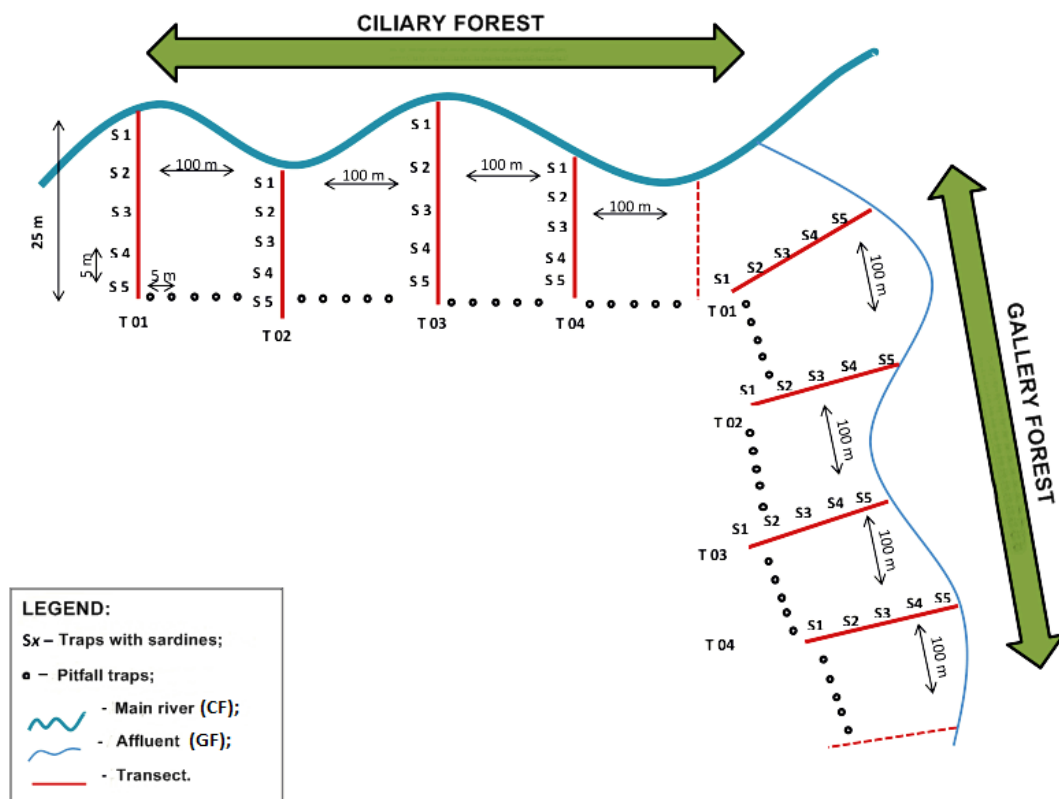 CILIARY FOREST
S 1
S 2
S 3
S 4
S 5
25 m
5 m
5 m
T 01
100 m
S 1
S 2
S 3
S 4
S 5
T 02
100 m
S 1
S 2
S 3
S 4
S 5
T 03
100 m
S 1
S 2
S 3
S 4
S 5
T 04
100 m
GALLERY FOREST
S1 S2 S3 S4 S5
T 01
100 m
S1 S2 S3 S4 S5
T 02
100 m
S1 S2 S3 S4 S5
T 03
100 m
S1 S2 S3 S4 S5
T 04
100 m
LEGEND:
Sx – Traps with sardines;
– Pitfall traps;
- Main river (CF);
- Affluent (GF);
- Transect.